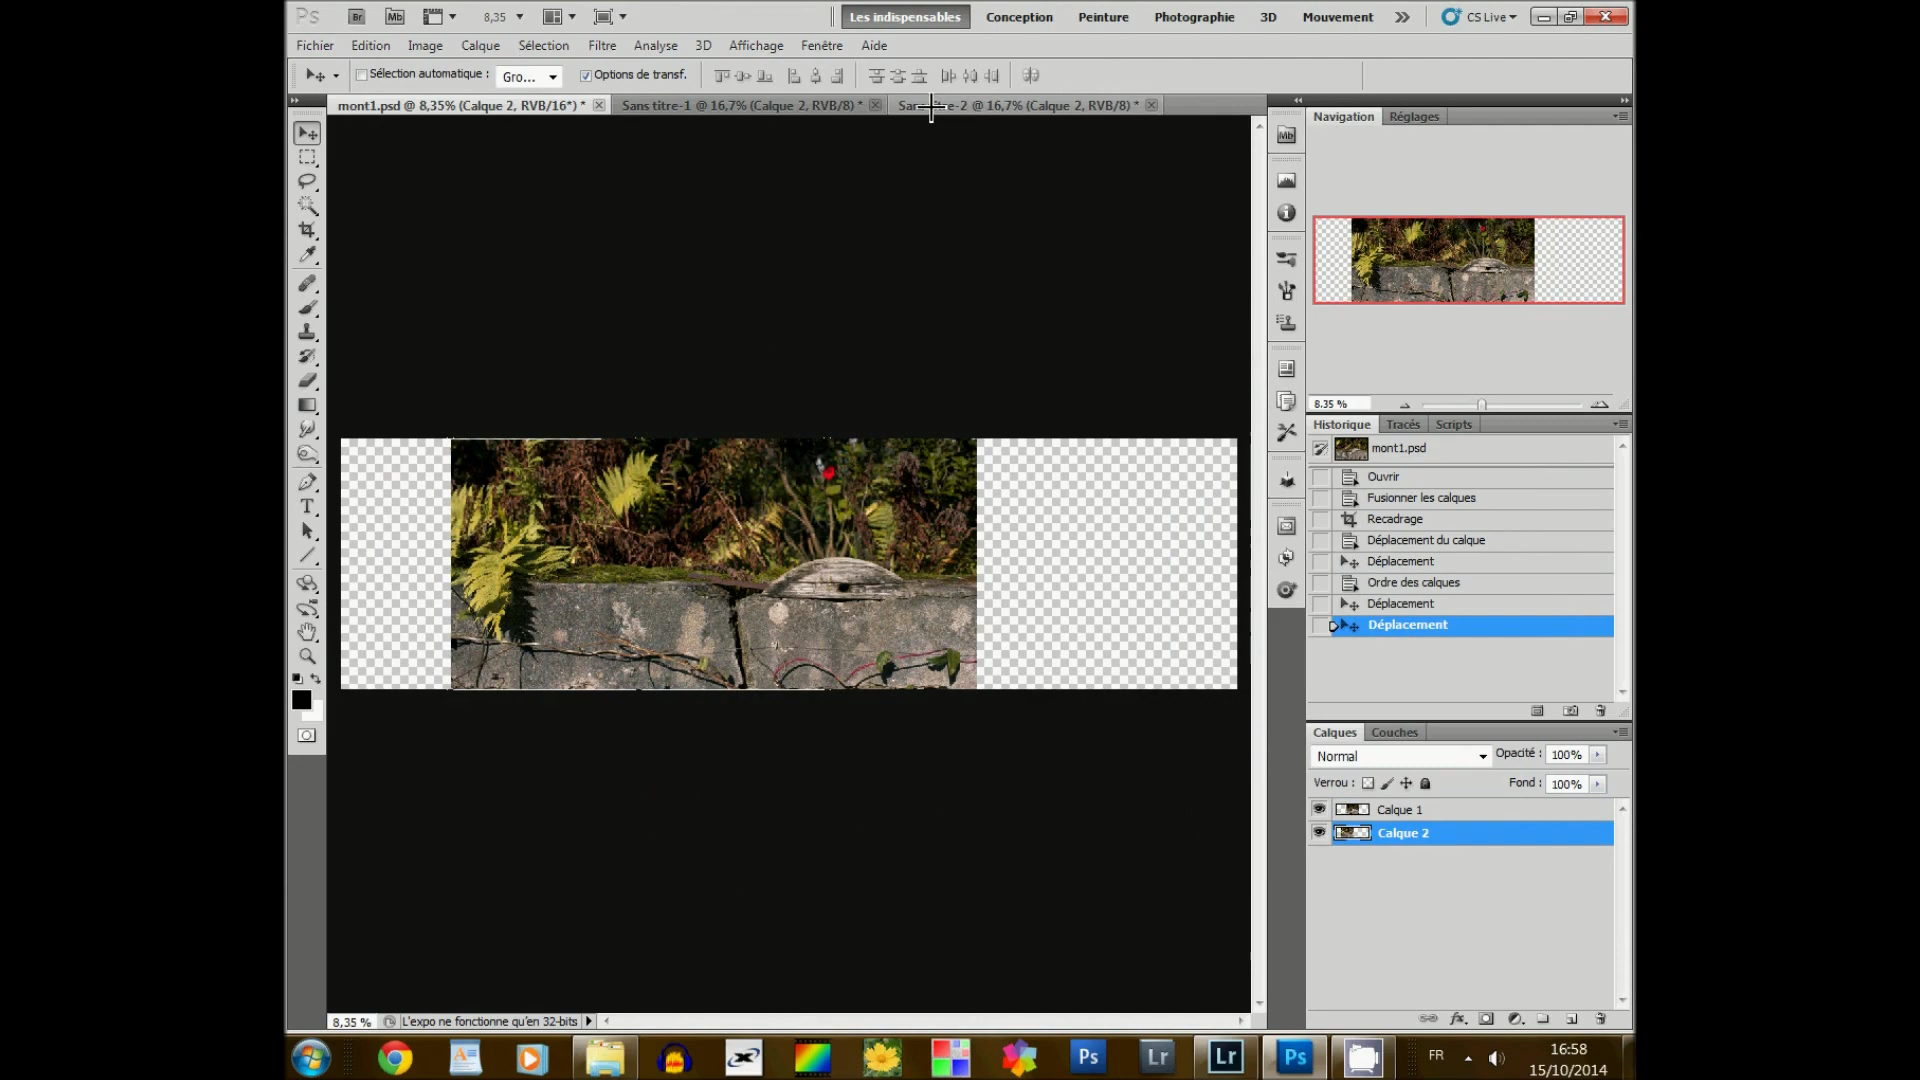 Ps Br Mb 8,35 Les indispensables Conception Peinture Photographie 3D Mouvement CS Live
Fichier Edition Image Calque Sélection Filtre Analyse 3D Affichage Fenêtre Aide
Sélection automatique : Gro... Options de transf.
mont1.psd @ 8,35% (Calque 2, RVB/16*) * Sans titre-1 @ 16,7% (Calque 2, RVB/8) * Sans titre-2 @ 16,7% (Calque 2, RVB/8) *
Navigation Réglages
Mb
8.35 %
Historique Tracés Scripts
mont1.psd
Ouvrir
Fusionner les calques
Recadrage
Déplacement du calque
Déplacement
Ordre des calques
Déplacement
Déplacement
Calques Couches
Normal Opacité : 100%
Verrou : Fond : 100%
Calque 1
Calque 2
8,35 % L'expo ne fonctionne qu'en 32-bits
Ps Lr Lr Ps FR 16:58
15/10/2014